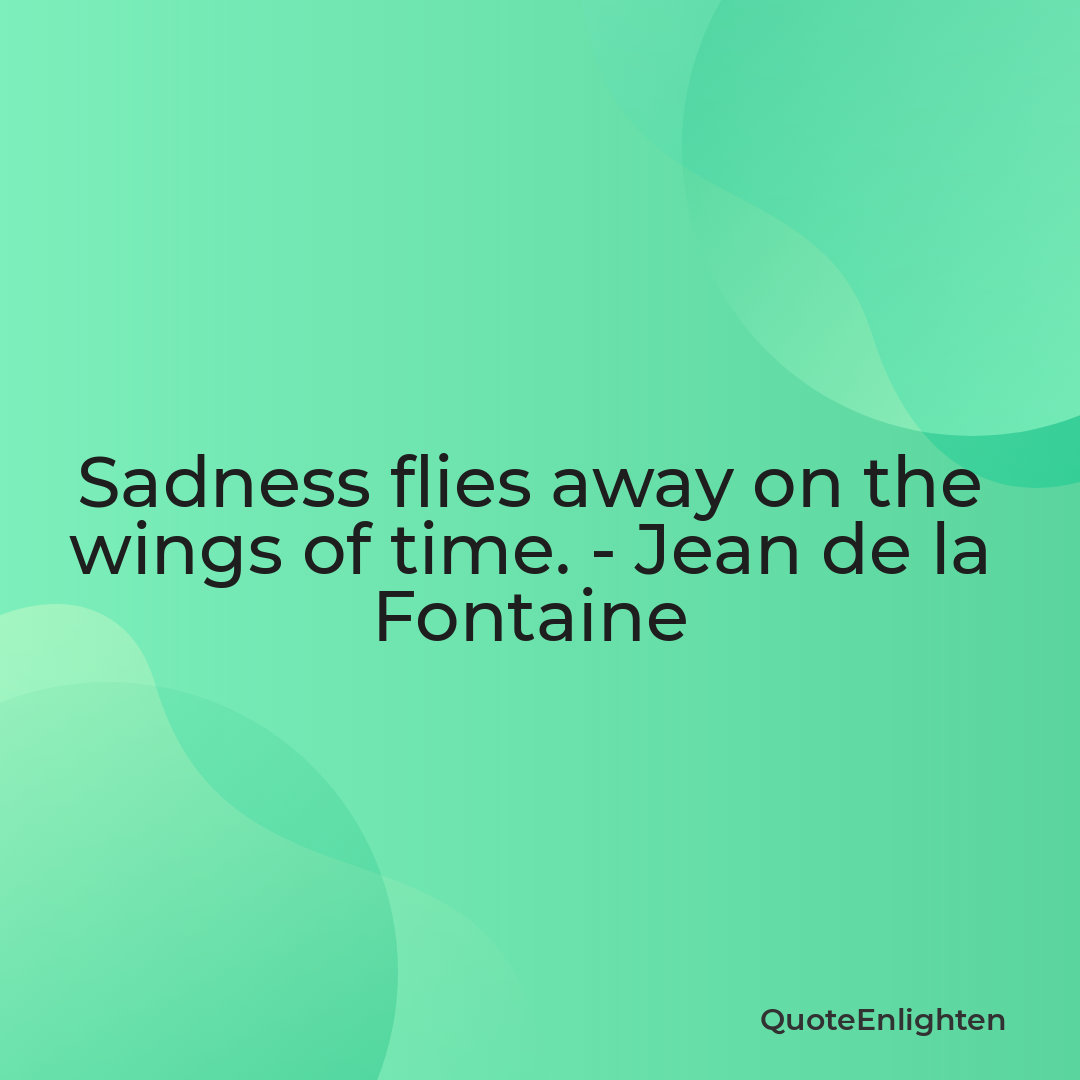 Sadness flies away on the
wings of time. - Jean de la
Fontaine
QuoteEnlighten